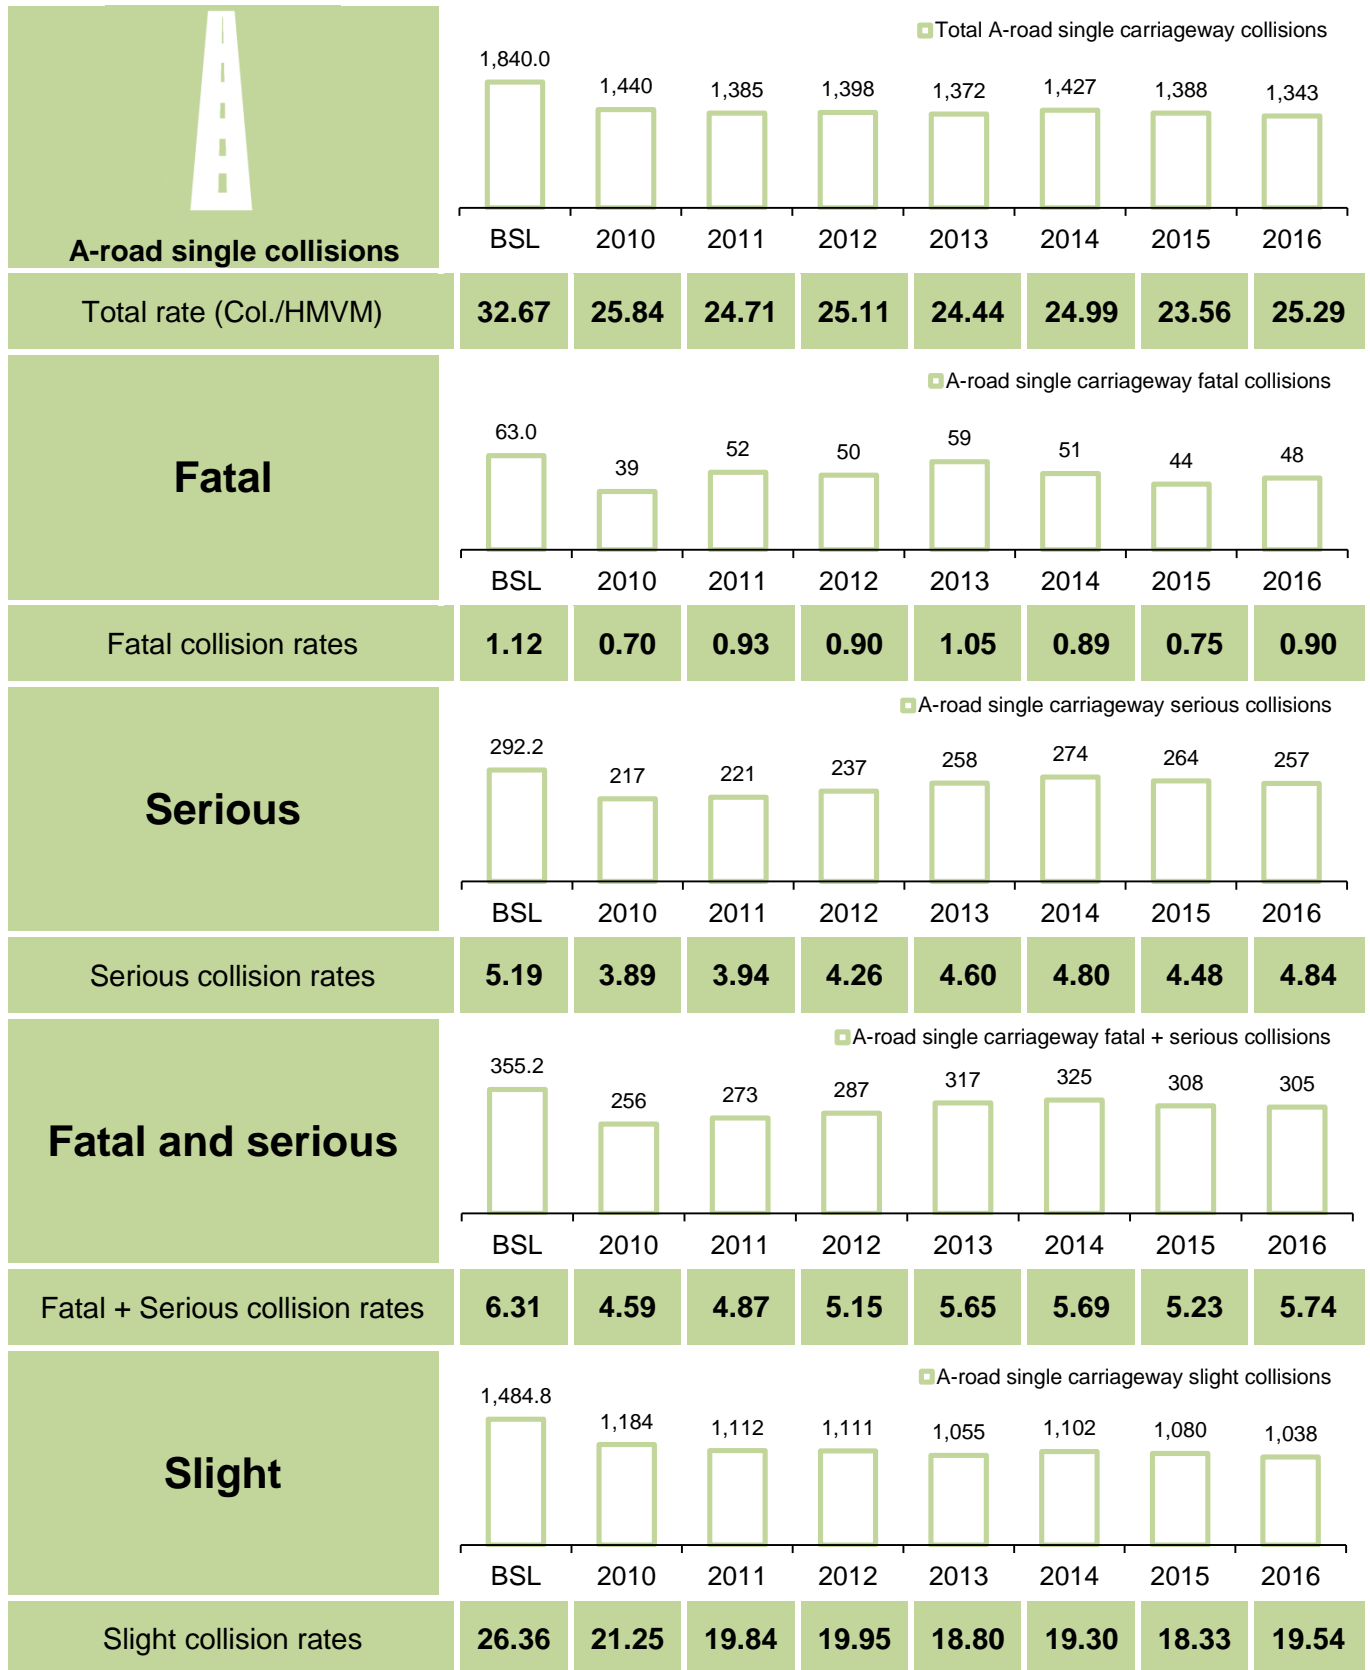 Total A-road single carriageway collisions
1,840.0 1,440 1,385 1,398 1,372 1,427 1,388 1,343
BSL 2010 2011 2012 2013 2014 2015 2016
A-road single collisions
Total rate (Col./HMVM) 32.67 25.84 24.71 25.11 24.44 24.99 23.56 25.29
A-road single carriageway fatal collisions
63.0 39 52 50 59 51 44 48
Fatal
BSL 2010 2011 2012 2013 2014 2015 2016
Fatal collision rates 1.12 0.70 0.93 0.90 1.05 0.89 0.75 0.90
A-road single carriageway serious collisions
292.2 217 221 237 258 274 264 257
Serious
BSL 2010 2011 2012 2013 2014 2015 2016
Serious collision rates 5.19 3.89 3.94 4.26 4.60 4.80 4.48 4.84
A-road single carriageway fatal + serious collisions
355.2 256 273 287 317 325 308 305
Fatal and serious
BSL 2010 2011 2012 2013 2014 2015 2016
Fatal + Serious collision rates 6.31 4.59 4.87 5.15 5.65 5.69 5.23 5.74
A-road single carriageway slight collisions
1,484.8 1,184 1,112 1,111 1,055 1,102 1,080 1,038
Slight
BSL 2010 2011 2012 2013 2014 2015 2016
Slight collision rates 26.36 21.25 19.84 19.95 18.80 19.30 18.33 19.54